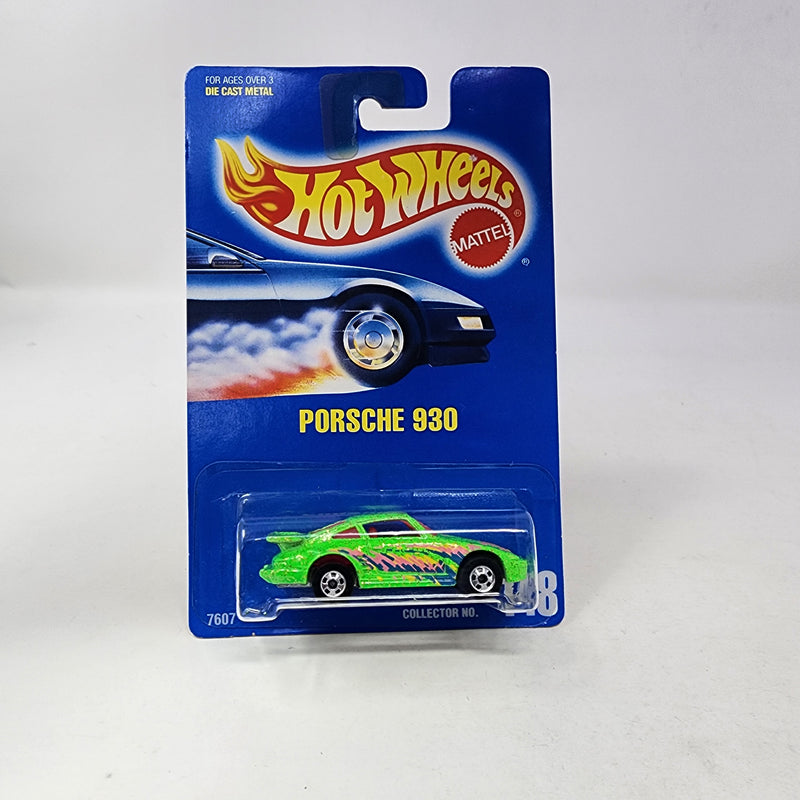 FOR AGES OVER 3
DIE CAST METAL
HOT WHEELS ®
MATTEL
®
PORSCHE 930
7607
COLLECTOR NO.